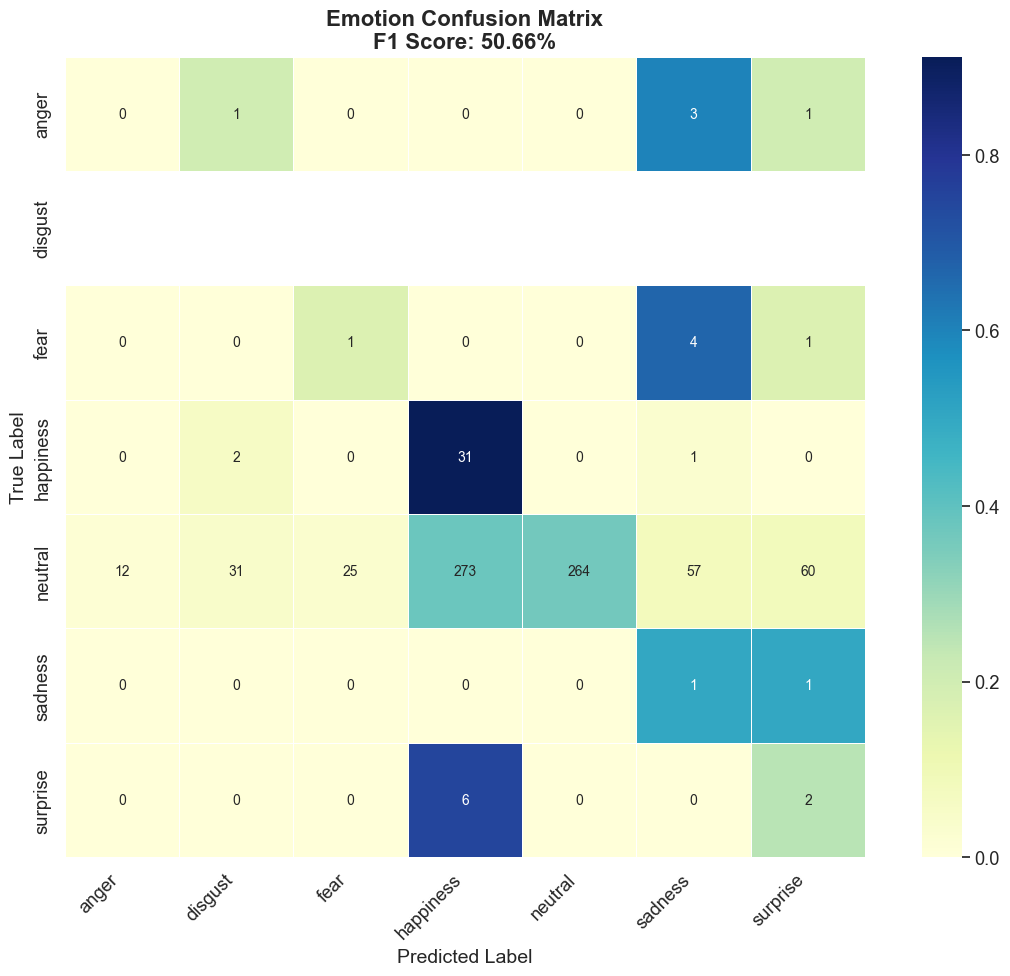 Emotion Confusion Matrix
F1 Score: 50.66%
anger 0 1 0 0 0 3 1
disgust
fear 0 0 1 0 0 4 1
happiness 0 2 0 31 0 1 0
neutral 12 31 25 273 264 57 60
sadness 0 0 0 0 0 1 1
surprise 0 0 0 6 0 0 2
True Label
anger disgust fear happiness neutral sadness surprise
Predicted Label
0.8
0.6
0.4
0.2
0.0